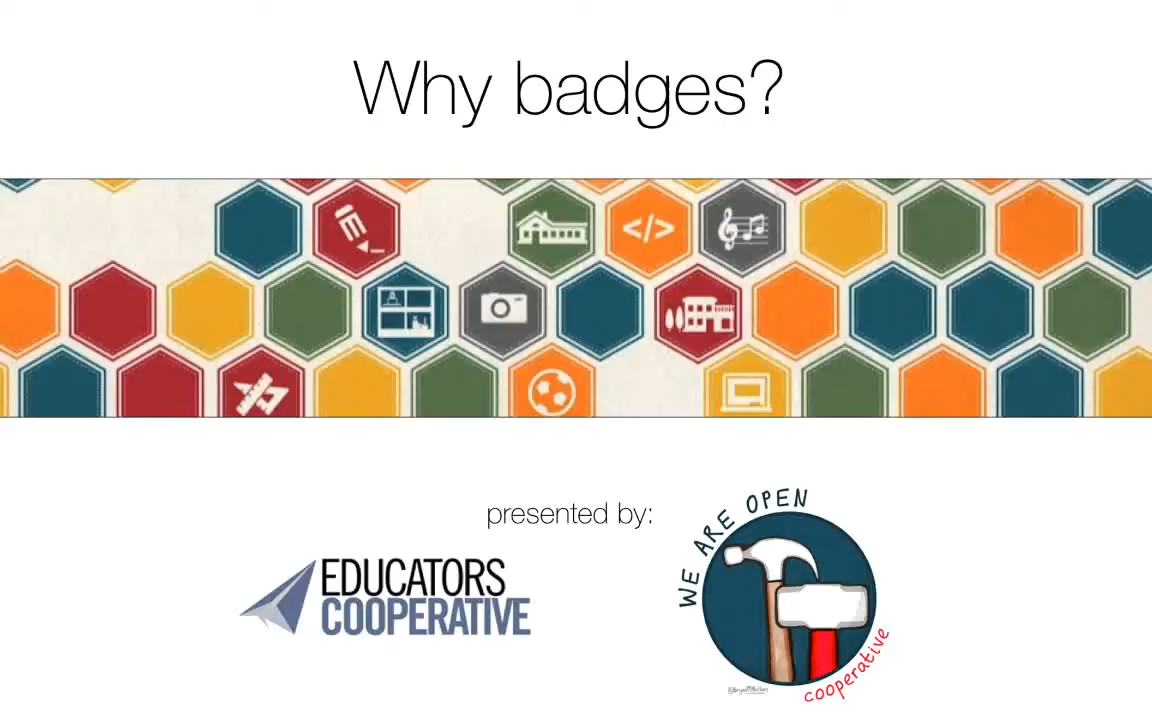 Why badges?
</>
presented by:
WE ARE OPEN
EDUCATORS
COOPERATIVE
cooperative